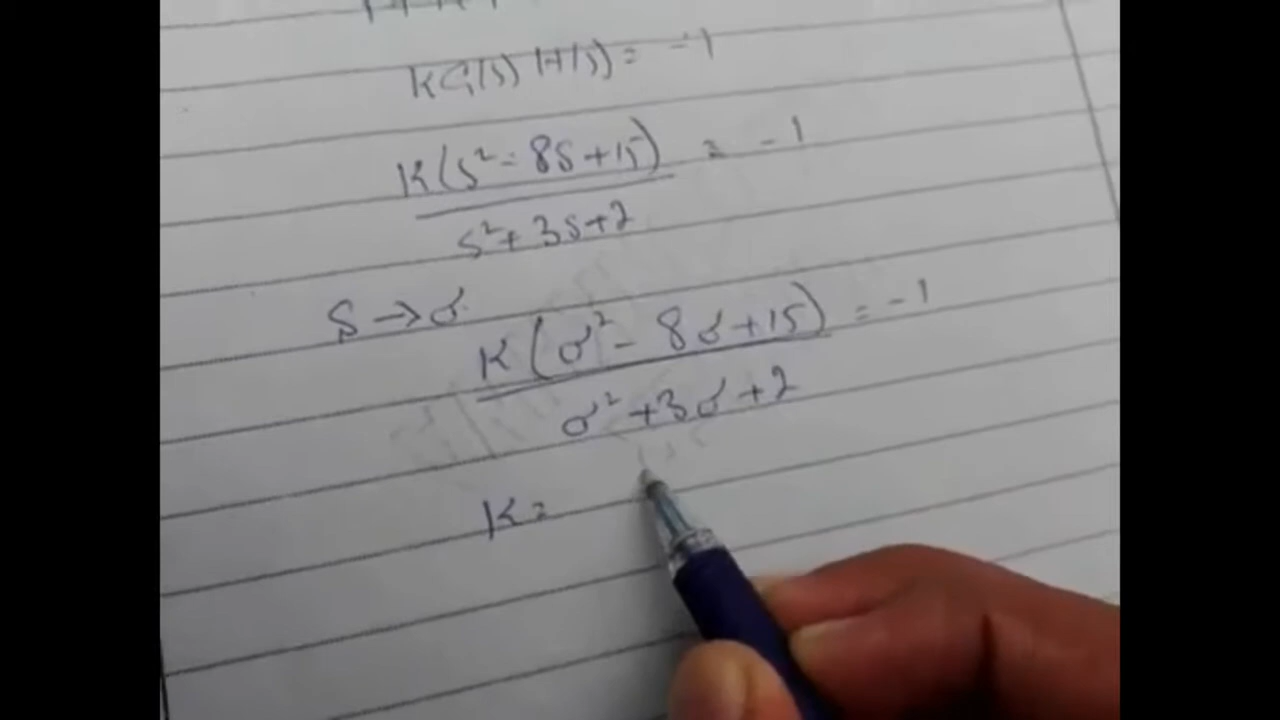 KG(s) H(s) = -1
K(s² - 8s + 15) = -1
s² + 3s + 2
s → σ
K(σ² - 8σ + 15) = -1
σ² + 3σ + 2
K =